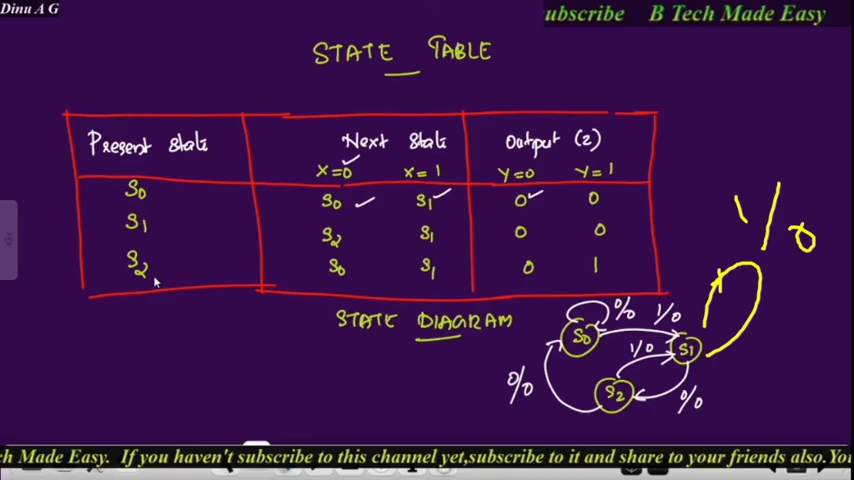 Dinu A G
ubscribe B Tech Made Easy
STATE TABLE
Present state Next State Output (Z)
X=0 X=1 Y=0 Y=1
S0 S0 S1 0 0
S1 S2 S1 0 0
S2 S0 S1 0 1
1/0
STATE DIAGRAM
0/0 1/0
S0 S1
1/0
0/0 S2 0/0
ch Made Easy. If you haven't subscribe to this channel yet,subscribe to it and share to your friends also.Yo